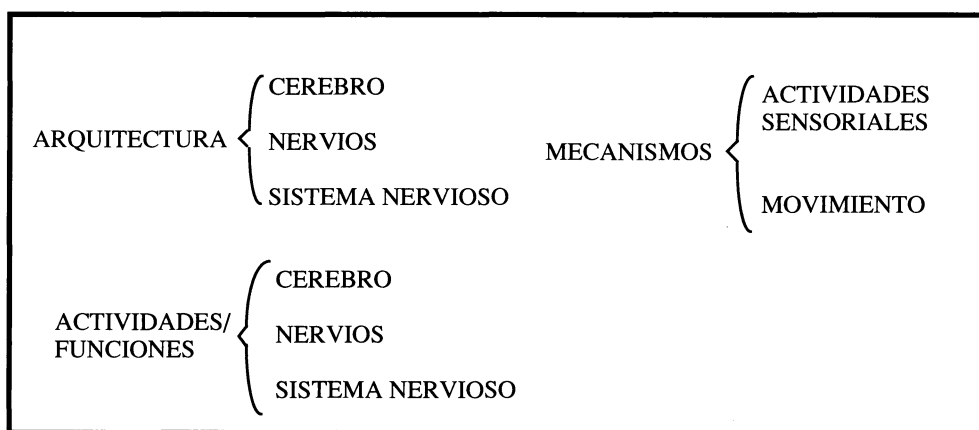 ARQUITECTURA
CEREBRO
NERVIOS
SISTEMA NERVIOSO
MECANISMOS
ACTIVIDADES
SENSORIALES
MOVIMIENTO
ACTIVIDADES/
FUNCIONES
CEREBRO
NERVIOS
SISTEMA NERVIOSO